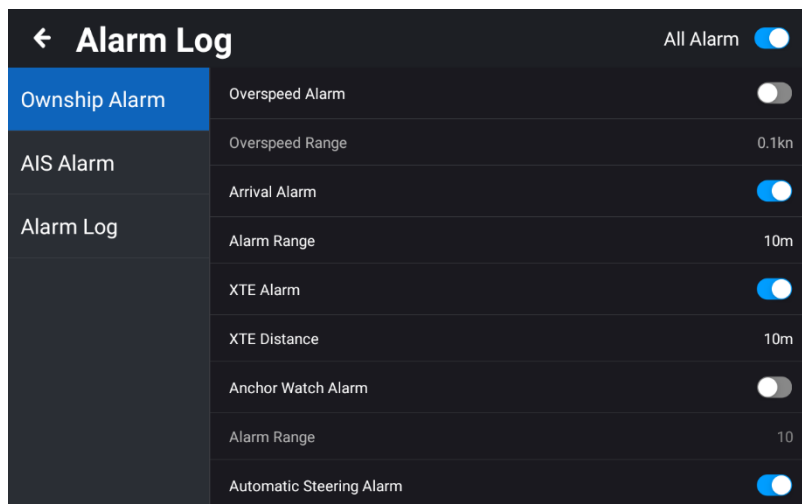 Alarm Log
All Alarm
Ownship Alarm
AIS Alarm
Alarm Log
Overspeed Alarm
Overspeed Range 0.1kn
Arrival Alarm
Alarm Range 10m
XTE Alarm
XTE Distance 10m
Anchor Watch Alarm
Alarm Range 10
Automatic Steering Alarm